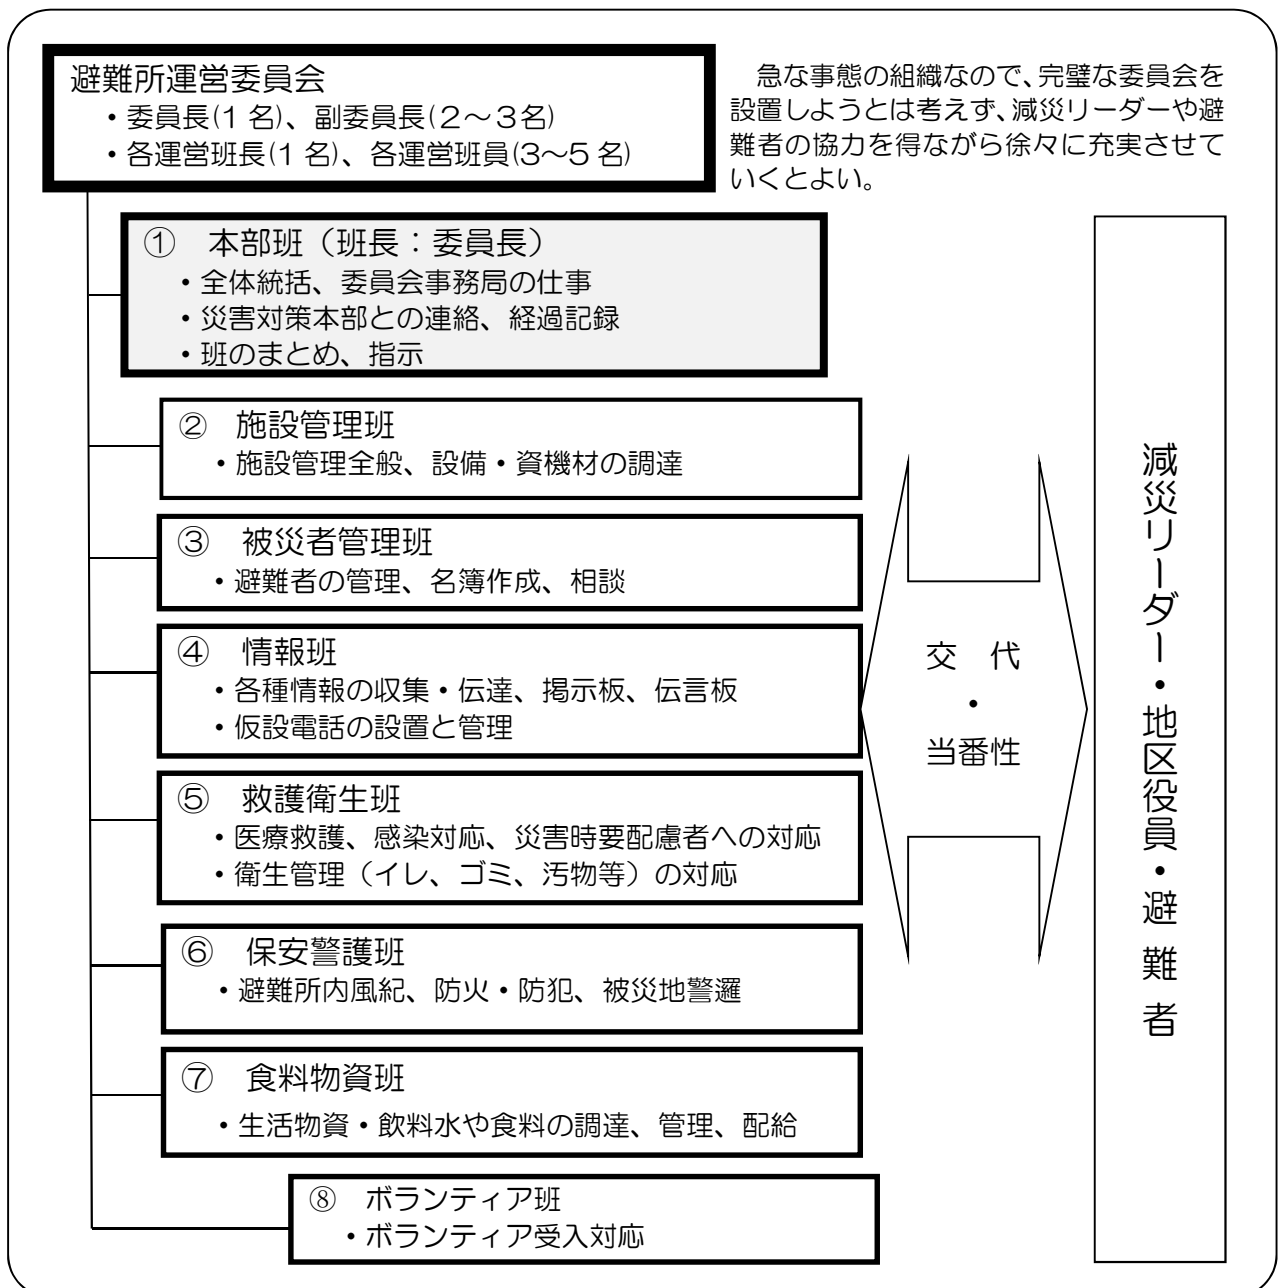 避難所運営委員会
・委員長(1 名)、副委員長(2～3名)
・各運営班長(1 名)、各運営班員(3～5 名)
急な事態の組織なので、完璧な委員会を
設置しようとは考えず、減災リーダーや避
難者の協力を得ながら徐々に充実させて
いくとよい。
① 本部班（班長：委員長）
・全体統括、委員会事務局の仕事
・災害対策本部との連絡、経過記録
・班のまとめ、指示
② 施設管理班
・施設管理全般、設備・資機材の調達
③ 被災者管理班
・避難者の管理、名簿作成、相談
④ 情報班
・各種情報の収集・伝達、掲示板、伝言板
・仮設電話の設置と管理
⑤ 救護衛生班
・医療救護、感染対応、災害時要配慮者への対応
・衛生管理（イレ、ゴミ、汚物等）の対応
⑥ 保安警護班
・避難所内風紀、防火・防犯、被災地警邏
⑦ 食料物資班
・生活物資・飲料水や食料の調達、管理、配給
⑧ ボランティア班
・ボランティア受入対応
交 代
・
当番性
減災リーダー・地区役員・避 難 者